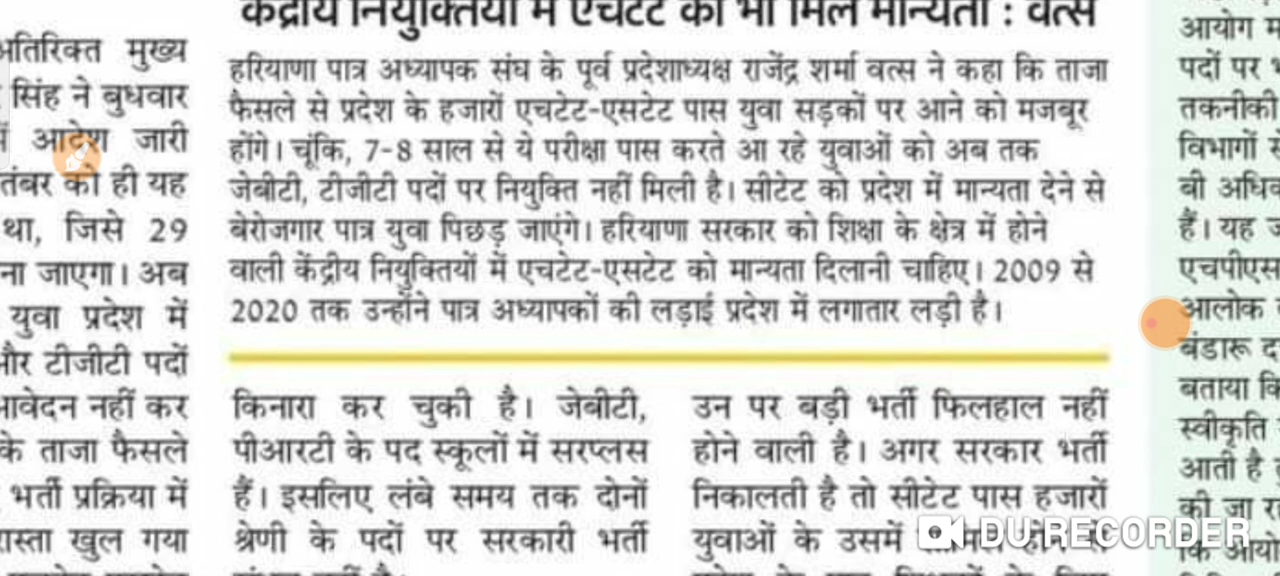 केंद्रीय नियुक्तियों में एचटेट को भी मिले मान्यता : वत्स
हरियाणा पात्र अध्यापक संघ के पूर्व प्रदेशाध्यक्ष राजेंद्र शर्मा वत्स ने कहा कि ताजा
फैसले से प्रदेश के हजारों एचटेट-एसटेट पास युवा सड़कों पर आने को मजबूर
होंगे। चूंकि, 7-8 साल से ये परीक्षा पास करते आ रहे युवाओं को अब तक
जेबीटी, टीजीटी पदों पर नियुक्ति नहीं मिली है। सीटेट को प्रदेश में मान्यता देने से
बेरोजगार पात्र युवा पिछड़ जाएंगे। हरियाणा सरकार को शिक्षा के क्षेत्र में होने
वाली केंद्रीय नियुक्तियों में एचटेट-एसटेट को मान्यता दिलानी चाहिए। 2009 से
2020 तक उन्होंने पात्र अध्यापकों की लड़ाई प्रदेश में लगातार लड़ी है।
अतिरिक्त मुख्य
सिंह ने बुधवार
आदेश जारी
को ही यह
था, जिसे 29
जाएगा। अब
युवा प्रदेश में
और टीजीटी पदों
आवेदन नहीं कर
के ताजा फैसले
भर्ती प्रक्रिया में
रास्ता खुल गया
किनारा कर चुकी है। जेबीटी,
पीआरटी के पद स्कूलों में सरप्लस
हैं। इसलिए लंबे समय तक दोनों
श्रेणी के पदों पर सरकारी भर्ती
उन पर बड़ी भर्ती फिलहाल नहीं
होने वाली है। अगर सरकार भर्ती
निकालती है तो सीटेट पास हजारों
युवाओं के उसमें
आयोग
पदों पर
तकनीकी
विभागों
बी
हैं। यह
एचपीएस
आलोक
बंडारू
बताया
स्वीकृति
आती है
की जा
कि
DU RECORDER